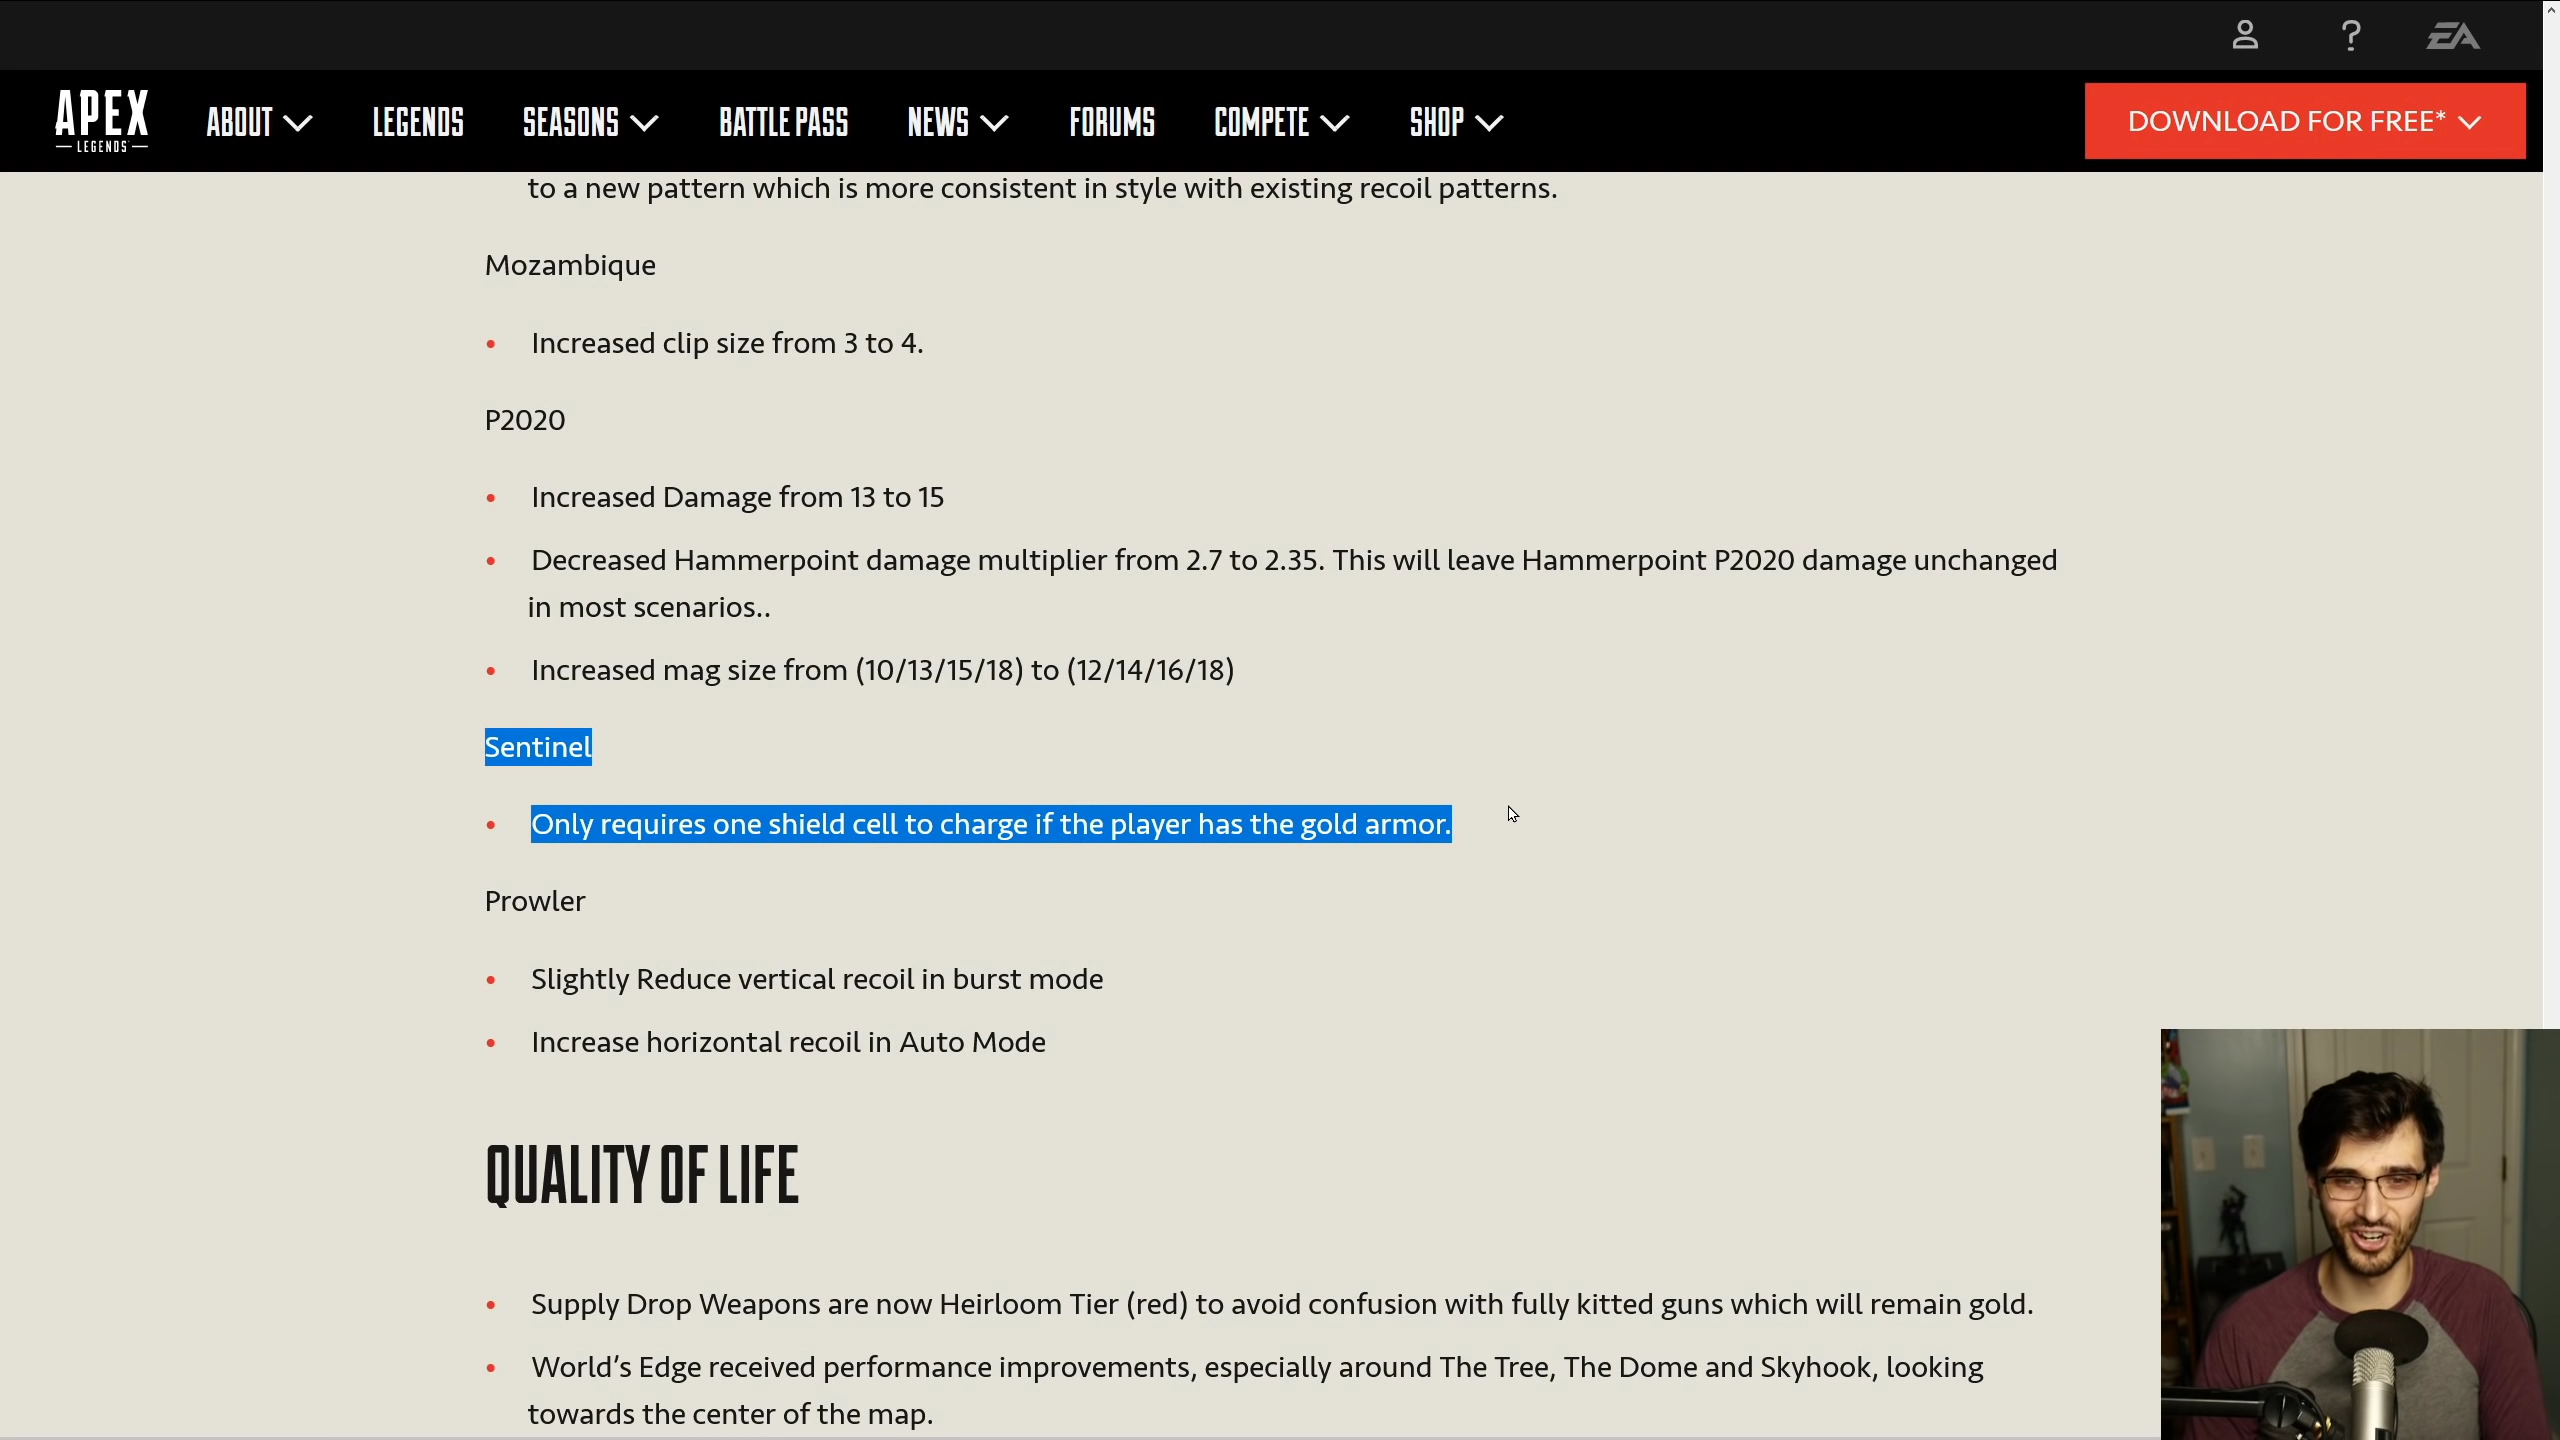 APEX
LEGENDS
ABOUT
LEGENDS
SEASONS
BATTLE PASS
NEWS
FORUMS
COMPETE
SHOP
DOWNLOAD FOR FREE*
EA
to a new pattern which is more consistent in style with existing recoil patterns.
Mozambique
• Increased clip size from 3 to 4.
P2020
• Increased Damage from 13 to 15
• Decreased Hammerpoint damage multiplier from 2.7 to 2.35. This will leave Hammerpoint P2020 damage unchanged
in most scenarios..
• Increased mag size from (10/13/15/18) to (12/14/16/18)
Sentinel
• Only requires one shield cell to charge if the player has the gold armor.
Prowler
• Slightly Reduce vertical recoil in burst mode
• Increase horizontal recoil in Auto Mode
QUALITY OF LIFE
• Supply Drop Weapons are now Heirloom Tier (red) to avoid confusion with fully kitted guns which will remain gold.
• World’s Edge received performance improvements, especially around The Tree, The Dome and Skyhook, looking
towards the center of the map.